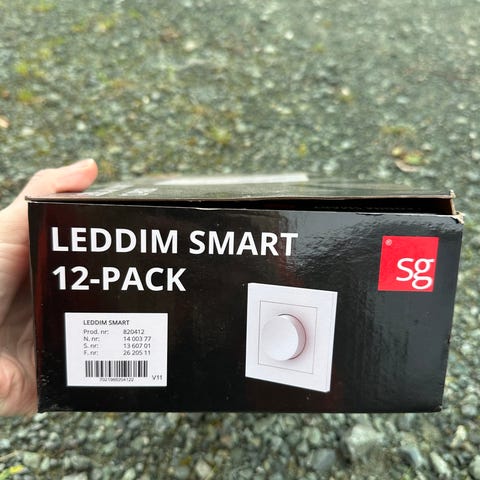 LEDDIM SMART
12-PACK
® sg
LEDDIM SMART
Prod. nr: 820412
N. nr: 14 003 77
S. nr: 13 607 01
F. nr: 26 205 11
7021980204122 V11